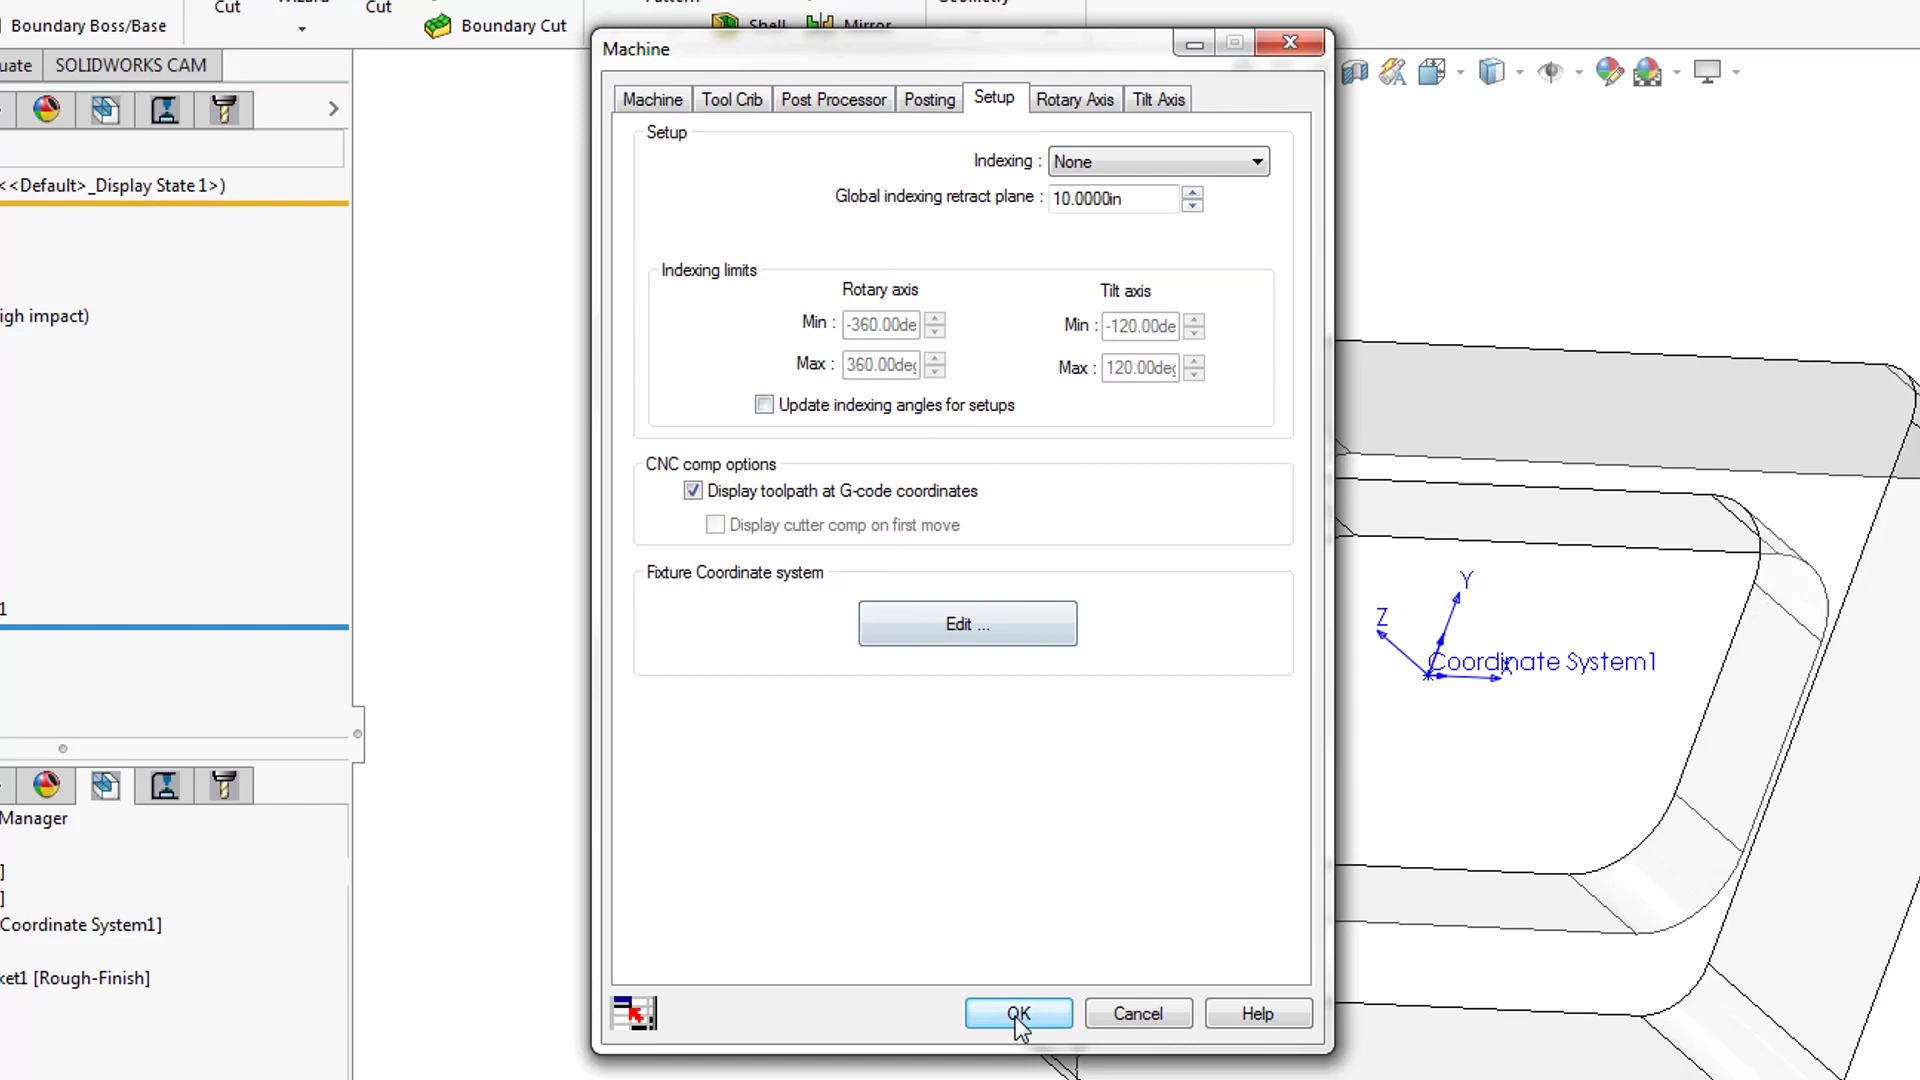 Cut
Cut
Boundary Boss/Base
Boundary Cut
Shell
Mirror
uate
SOLIDWORKS CAM
<<Default>_Display State 1>)
igh impact)
1
Manager
]
]
Coordinate System1]
ket1 [Rough-Finish]
Machine
Machine
Tool Crib
Post Processor
Posting
Setup
Rotary Axis
Tilt Axis
Setup
Indexing : None
Global indexing retract plane : 10.0000in
Indexing limits
Rotary axis
Tilt axis
Min : -360.00de
Min : -120.00de
Max : 360.00deg
Max : 120.00deg
Update indexing angles for setups
CNC comp options
Display toolpath at G-code coordinates
Display cutter comp on first move
Fixture Coordinate system
Edit ...
OK
Cancel
Help
Y
Z
X
Coordinate System1